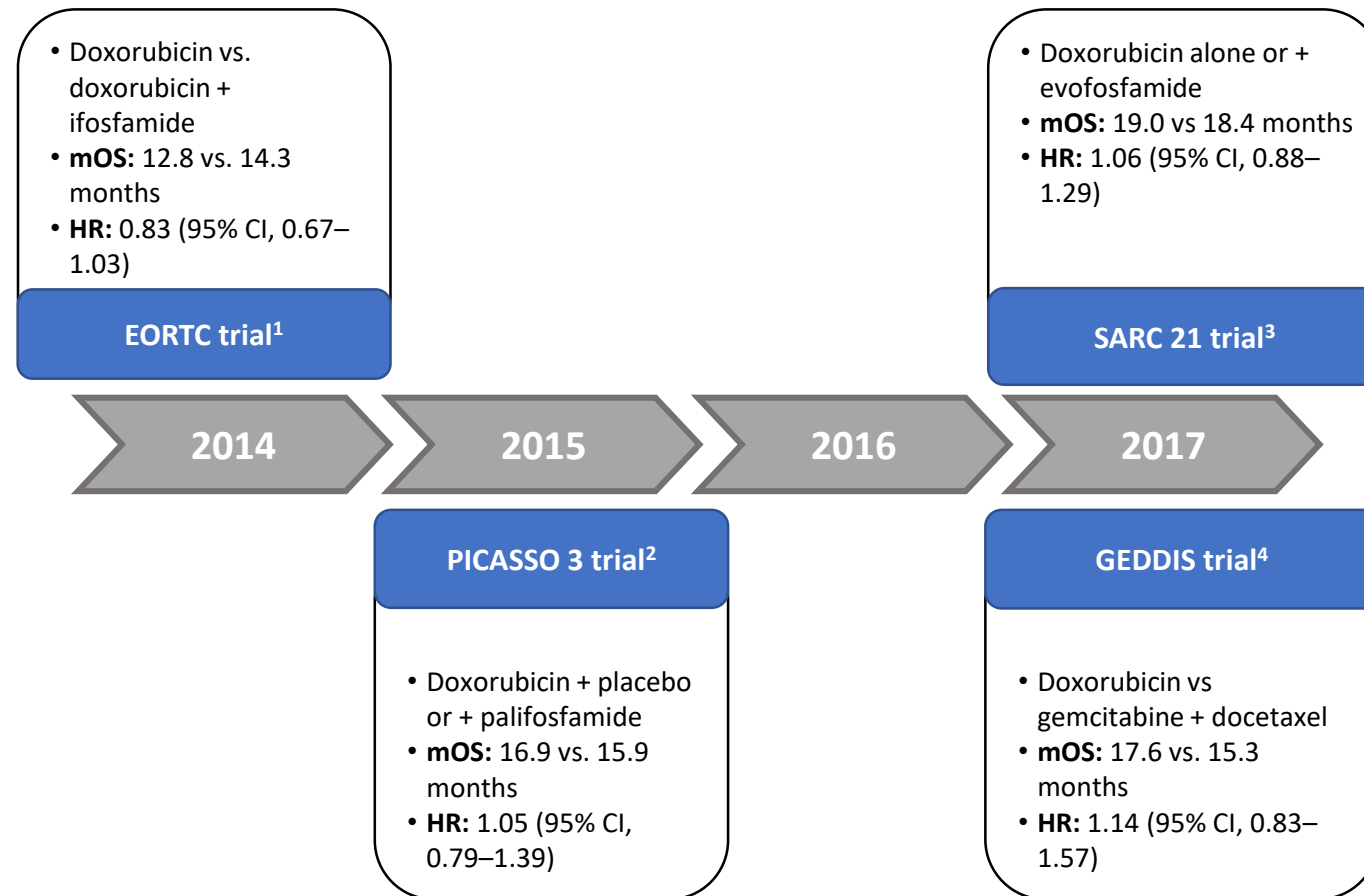 • Doxorubicin vs.
doxorubicin +
ifosfamide
• mOS: 12.8 vs. 14.3
months
• HR: 0.83 (95% CI, 0.67–
1.03)
EORTC trial¹
• Doxorubicin alone or +
evofosfamide
• mOS: 19.0 vs 18.4 months
• HR: 1.06 (95% CI, 0.88–
1.29)
SARC 21 trial³
2014
2015
2016
2017
PICASSO 3 trial²
• Doxorubicin + placebo
or + palifosfamide
• mOS: 16.9 vs. 15.9
months
• HR: 1.05 (95% CI,
0.79–1.39)
GEDDIS trial⁴
• Doxorubicin vs
gemcitabine + docetaxel
• mOS: 17.6 vs. 15.3
months
• HR: 1.14 (95% CI, 0.83–
1.57)